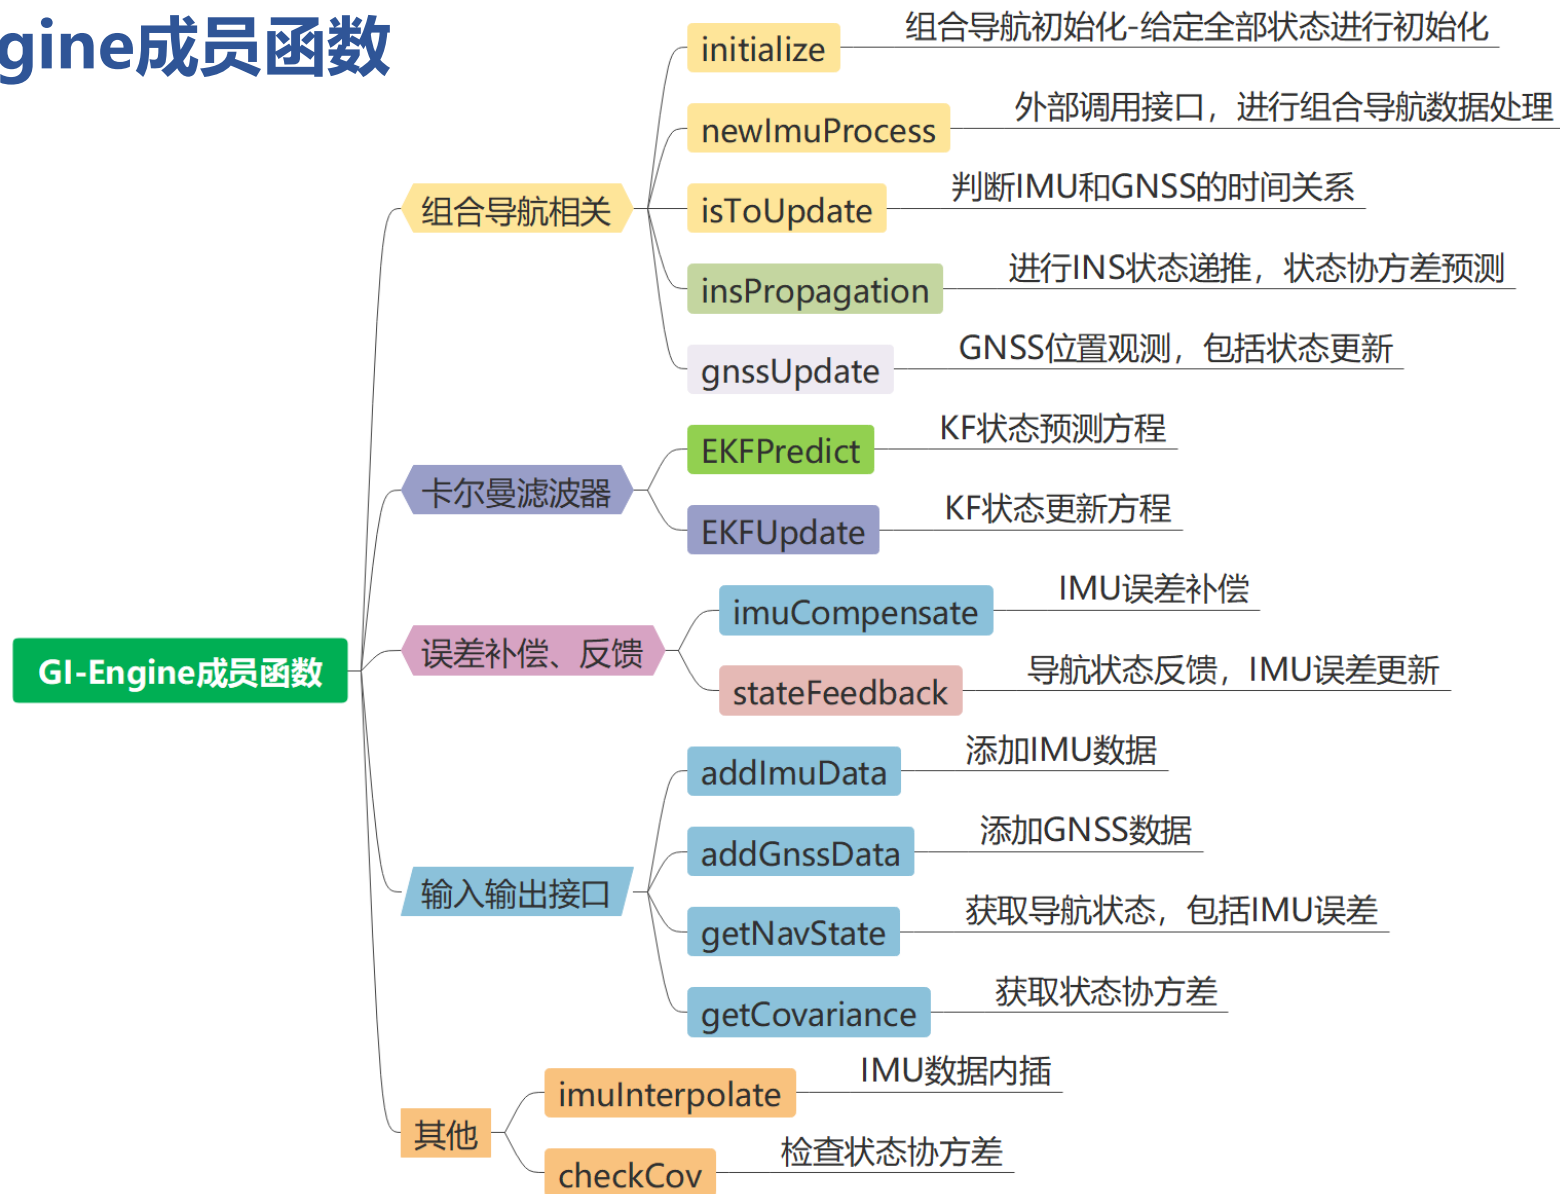 gine成员函数
GI-Engine成员函数
组合导航相关
initialize
组合导航初始化-给定全部状态进行初始化
newImuProcess
外部调用接口，进行组合导航数据处理
isToUpdate
判断IMU和GNSS的时间关系
insPropagation
进行INS状态递推，状态协方差预测
gnssUpdate
GNSS位置观测，包括状态更新
卡尔曼滤波器
EKFPredict
KF状态预测方程
EKFUpdate
KF状态更新方程
误差补偿、反馈
imuCompensate
IMU误差补偿
stateFeedback
导航状态反馈，IMU误差更新
输入输出接口
addImuData
添加IMU数据
addGnssData
添加GNSS数据
getNavState
获取导航状态，包括IMU误差
getCovariance
获取状态协方差
其他
imuInterpolate
IMU数据内插
checkCov
检查状态协方差